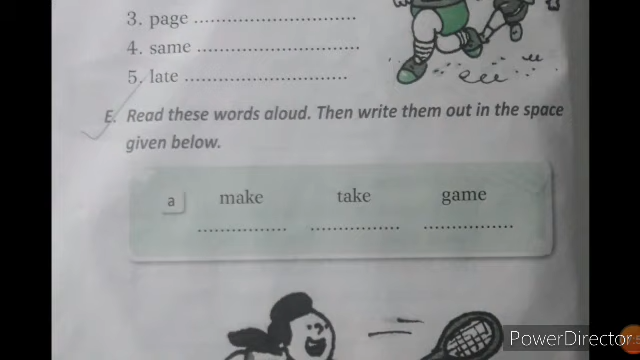 3. page ..............................
4. same ..............................
5. late ..............................
E. Read these words aloud. Then write them out in the space
given below.
a make take game
................ ................ ................
PowerDirector